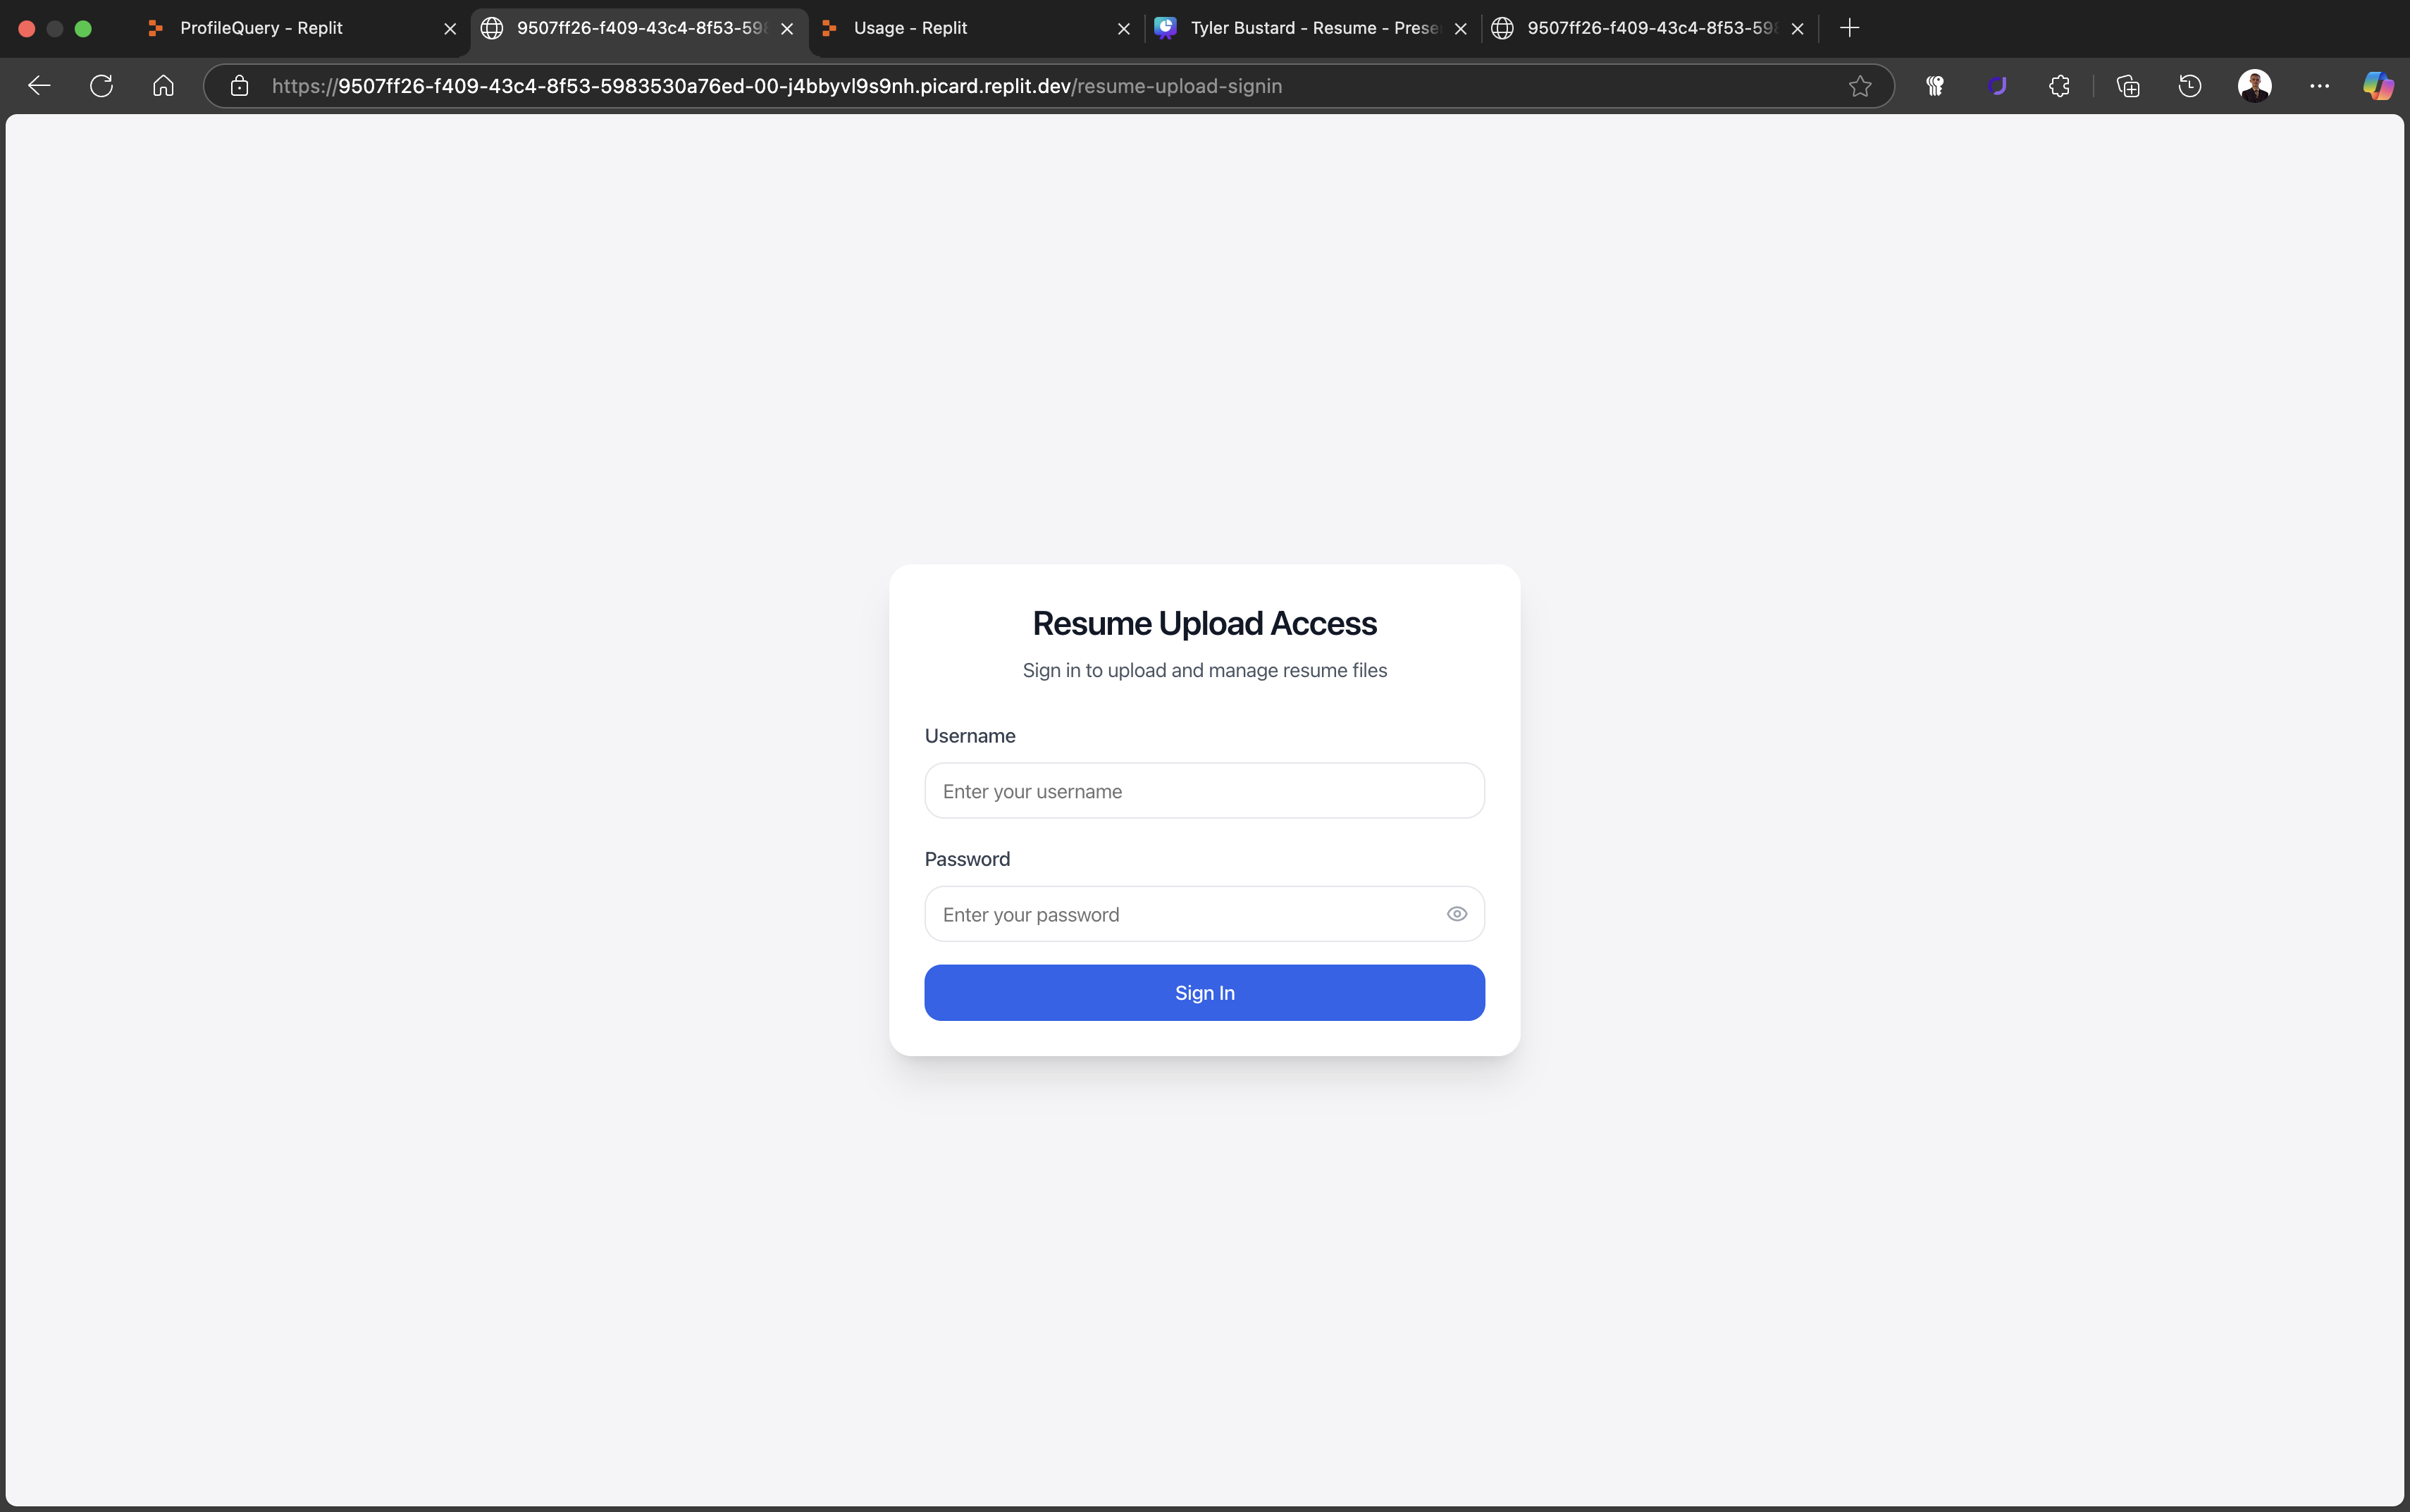 ProfileQuery - Replit
9507ff26-f409-43c4-8f53-598
Usage - Replit
Tyler Bustard - Resume - Prese
9507ff26-f409-43c4-8f53-598
https://9507ff26-f409-43c4-8f53-5983530a76ed-00-j4bbyvl9s9nh.picard.replit.dev/resume-upload-signin
Resume Upload Access
Sign in to upload and manage resume files
Username
Enter your username
Password
Enter your password
Sign In